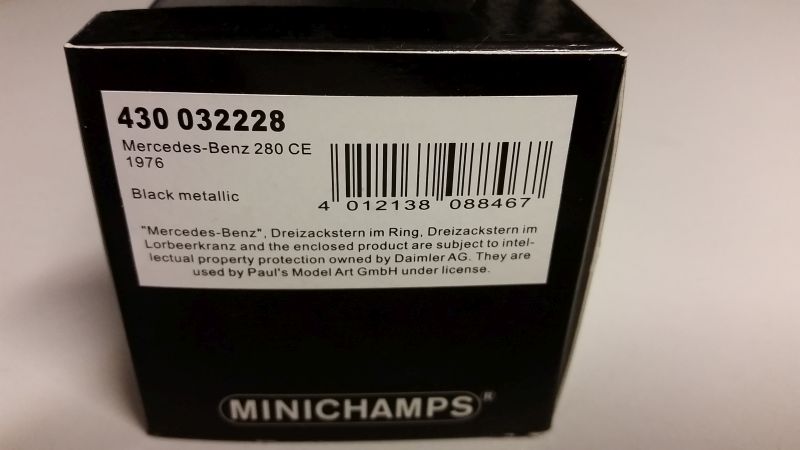 430 032228
Mercedes-Benz 280 CE
1976
Black metallic
4 012138 088467
"Mercedes-Benz", Dreizackstern im Ring, Dreizackstern im
Lorbeerkranz and the enclosed product are subject to intel-
lectual property protection owned by Daimler AG. They are
used by Paul's Model Art GmbH under license.
MINICHAMPS®